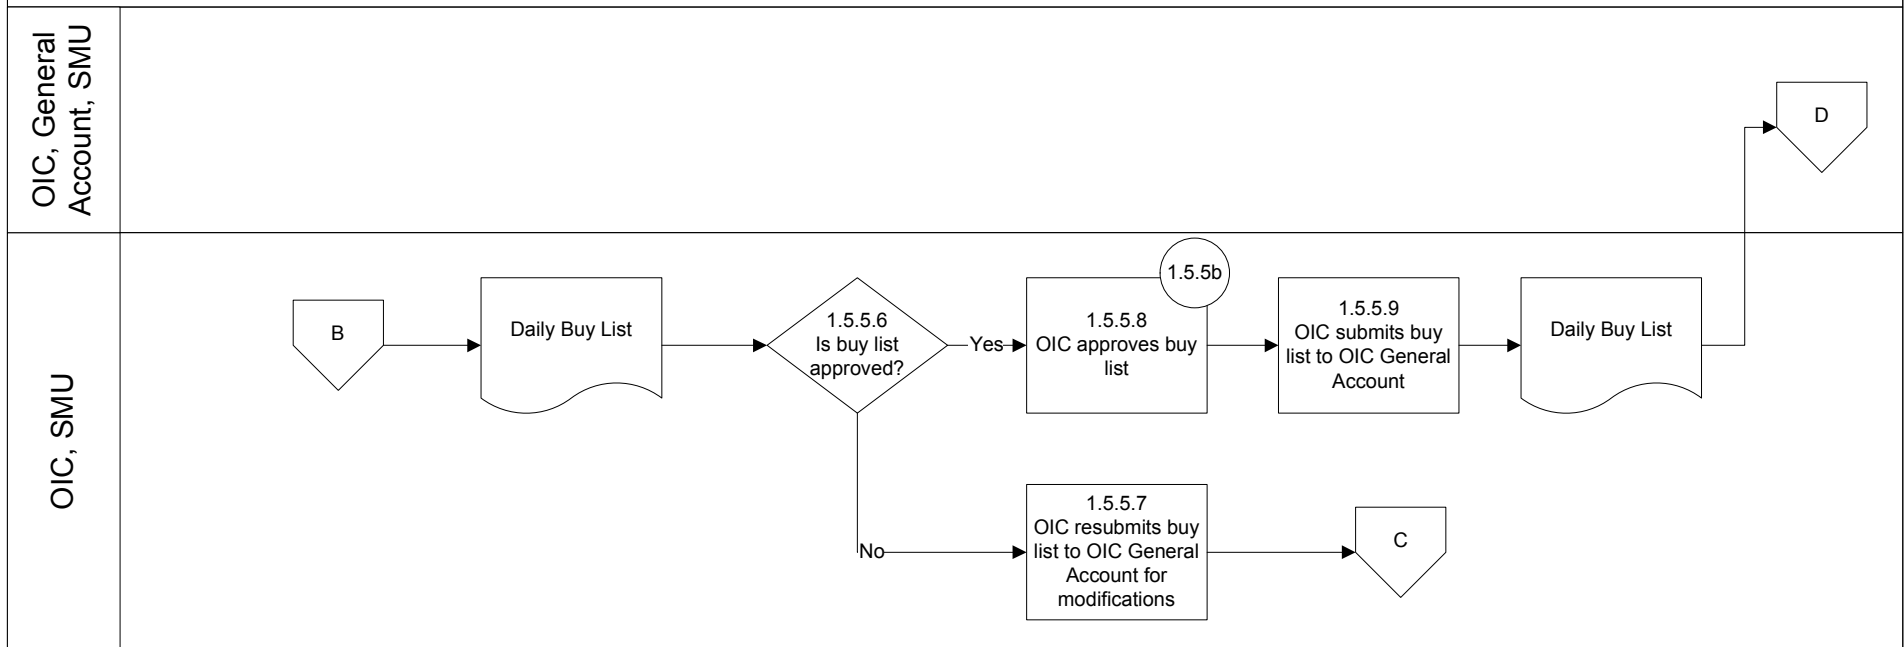 OIC, General
Account, SMU
D
OIC, SMU
B
Daily Buy List
1.5.5.6
Is buy list
approved?
Yes
1.5.5b
1.5.5.8
OIC approves buy
list
1.5.5.9
OIC submits buy
list to OIC General
Account
Daily Buy List
No
1.5.5.7
OIC resubmits buy
list to OIC General
Account for
modifications
C